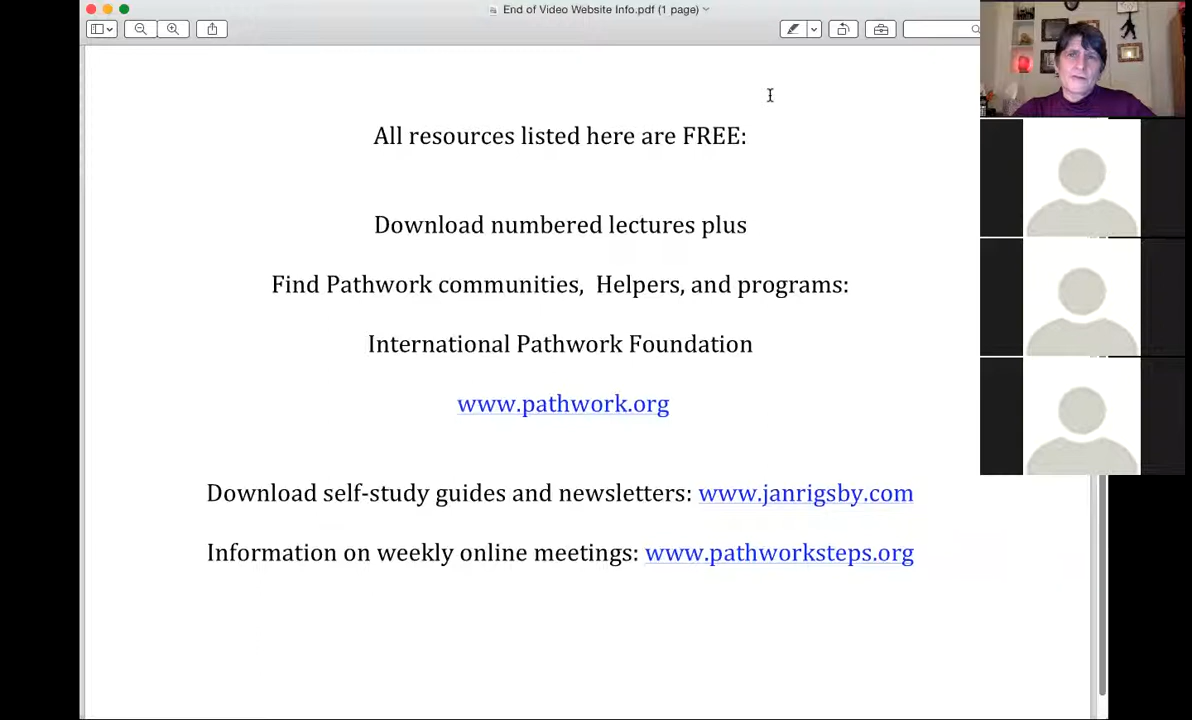 End of Video Website Info.pdf (1 page)
All resources listed here are FREE:
Download numbered lectures plus
Find Pathwork communities,  Helpers, and programs:
International Pathwork Foundation
www.pathwork.org
Download self-study guides and newsletters: www.janrigsby.com
Information on weekly online meetings: www.pathworksteps.org